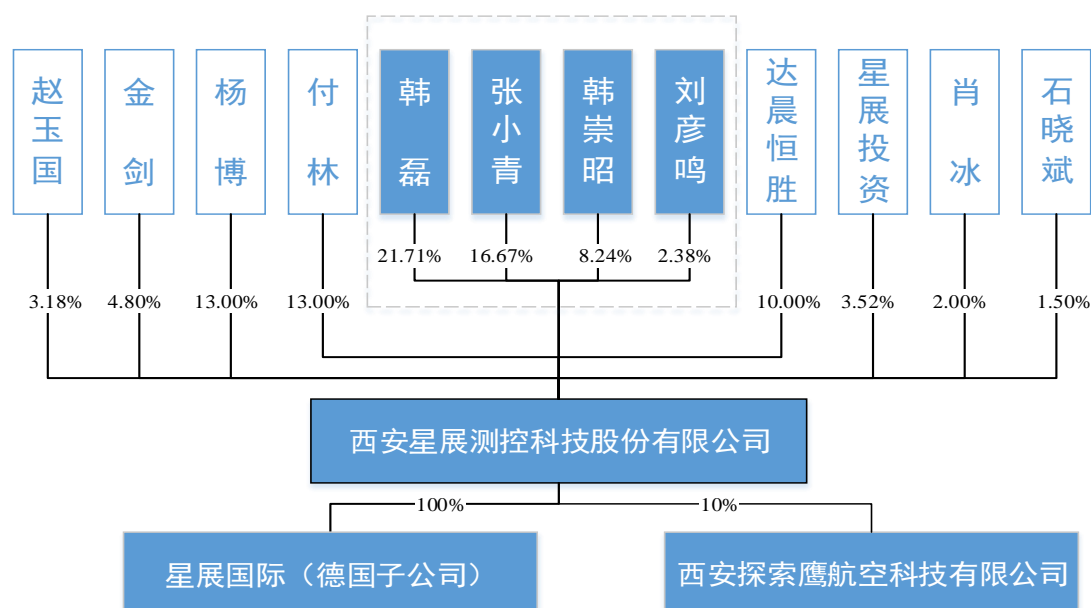 赵玉国
金剑
杨博
付林
韩磊
张小青
韩崇昭
刘彦鸣
达晨恒胜
星展投资
肖冰
石晓斌
21.71%
16.67%
8.24%
2.38%
3.18%
4.80%
13.00%
13.00%
10.00%
3.52%
2.00%
1.50%
西安星展测控科技股份有限公司
100%
10%
星展国际（德国子公司）
西安探索鹰航空科技有限公司